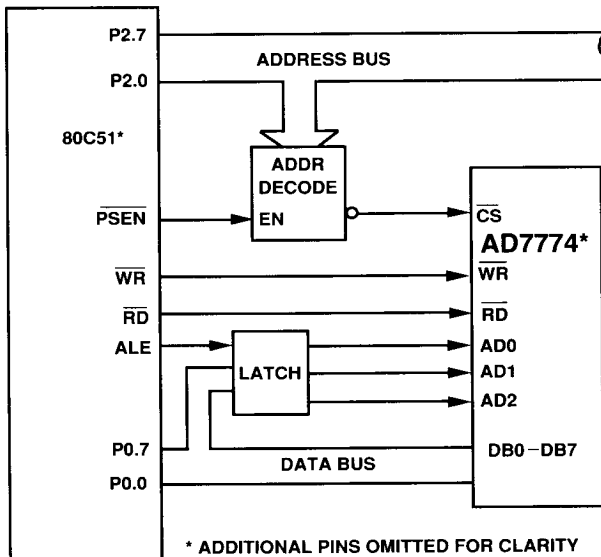 P2.7
ADDRESS BUS
P2.0
80C51*
ADDR
DECODE
PSEN
EN
CS
AD7774*
WR
WR
RD
RD
ALE
AD0
LATCH
AD1
AD2
P0.7
DB0–DB7
DATA BUS
P0.0
* ADDITIONAL PINS OMITTED FOR CLARITY